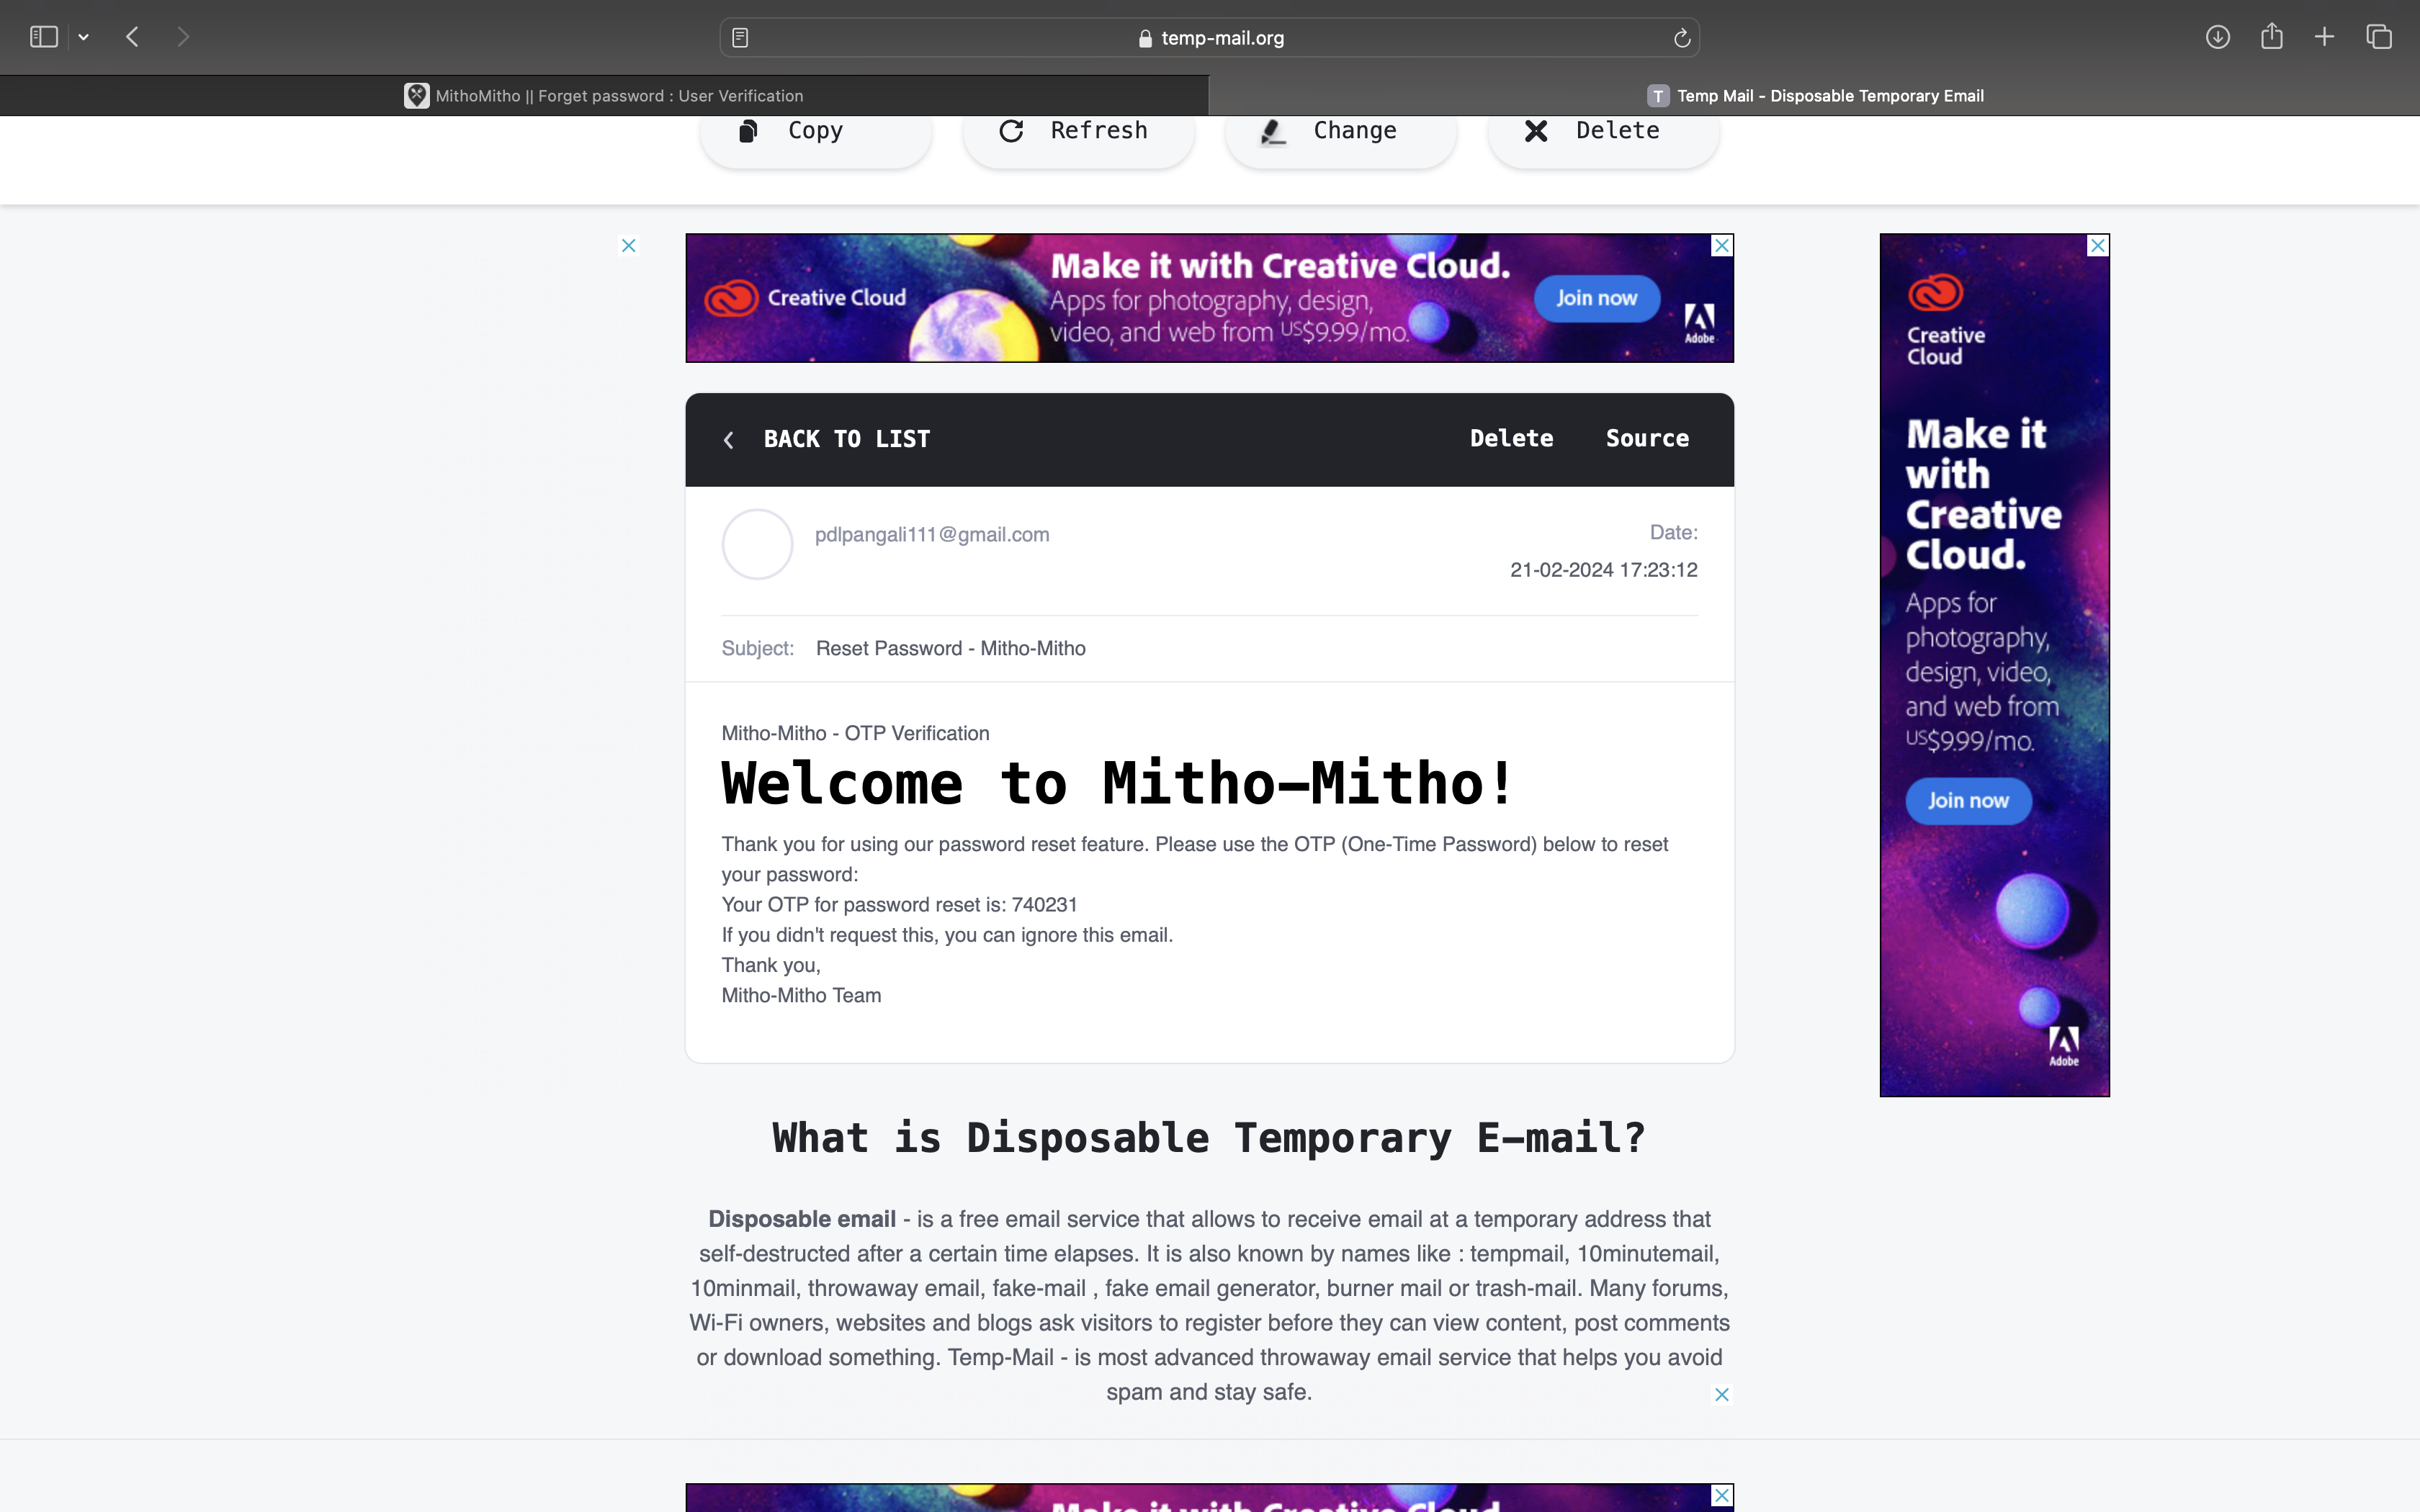 temp-mail.org
MithoMitho || Forget password : User Verification
T Temp Mail - Disposable Temporary Email
Copy
Refresh
Change
Delete
Creative Cloud
Make it with Creative Cloud.
Apps for photography, design,
video, and web from US$9.99/mo.
Join now
Adobe
BACK TO LIST
Delete
Source
pdlpangali111@gmail.com
Date:
21-02-2024 17:23:12
Subject: Reset Password - Mitho-Mitho
Mitho-Mitho - OTP Verification
Welcome to Mitho-Mitho!
Thank you for using our password reset feature. Please use the OTP (One-Time Password) below to reset
your password:
Your OTP for password reset is: 740231
If you didn't request this, you can ignore this email.
Thank you,
Mitho-Mitho Team
Creative
Cloud
Make it
with
Creative
Cloud.
Apps for
photography,
design, video,
and web from
US$9.99/mo.
Join now
Adobe
What is Disposable Temporary E-mail?
Disposable email - is a free email service that allows to receive email at a temporary address that
self-destructed after a certain time elapses. It is also known by names like : tempmail, 10minutemail,
10minmail, throwaway email, fake-mail , fake email generator, burner mail or trash-mail. Many forums,
Wi-Fi owners, websites and blogs ask visitors to register before they can view content, post comments
or download something. Temp-Mail - is most advanced throwaway email service that helps you avoid
spam and stay safe.
Make it with Creative Cloud.